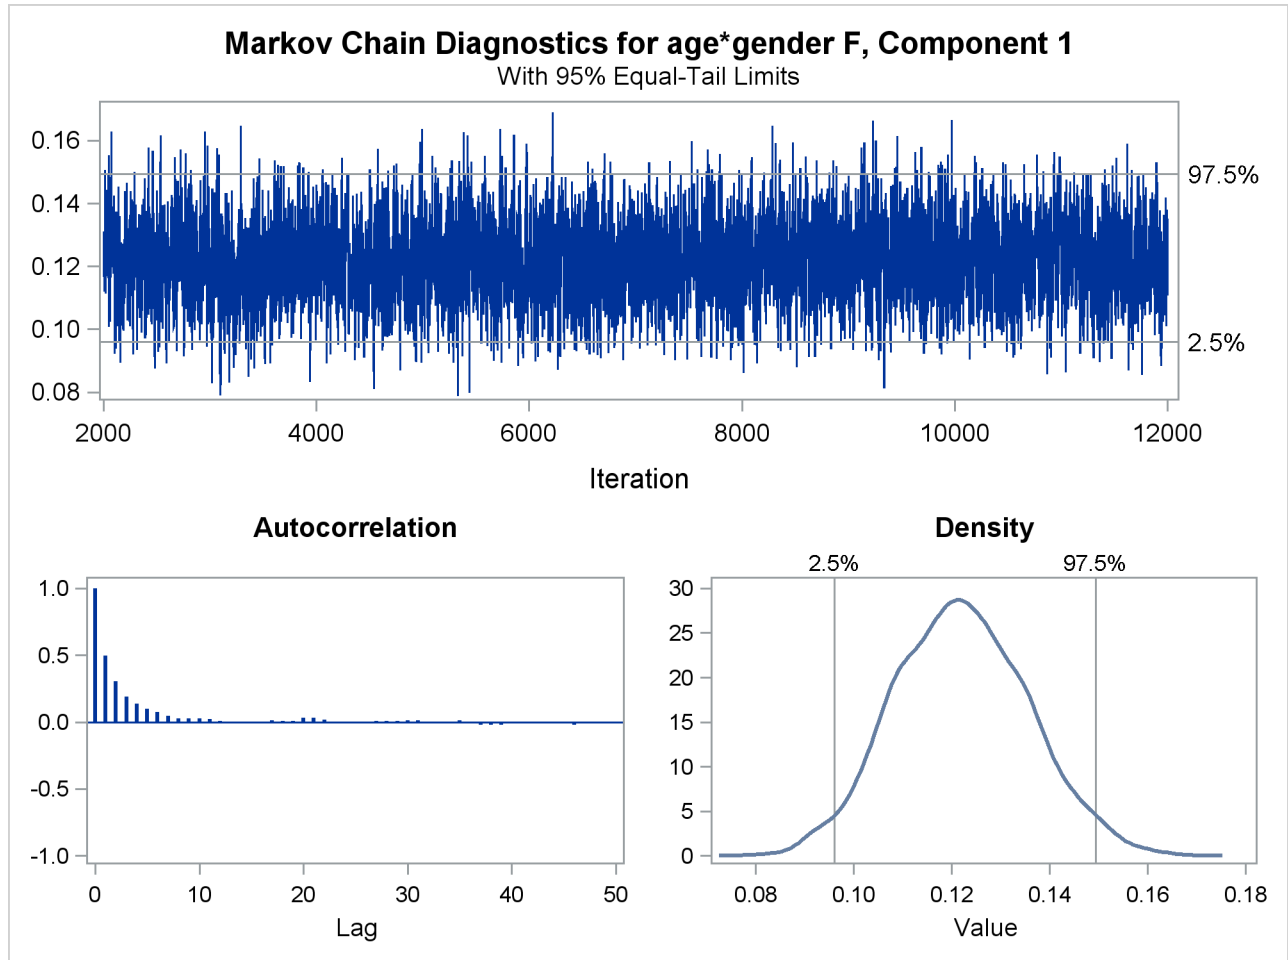 Markov Chain Diagnostics for age*gender F, Component 1
With 95% Equal-Tail Limits
0.16
97.5%
0.14
0.12
0.10
2.5%
0.08
2000 4000 6000 8000 10000 12000
Iteration
Autocorrelation
1.0
0.5
0.0
-0.5
-1.0
0 10 20 30 40 50
Lag
Density
2.5% 97.5%
30
25
20
15
10
5
0
0.08 0.10 0.12 0.14 0.16 0.18
Value